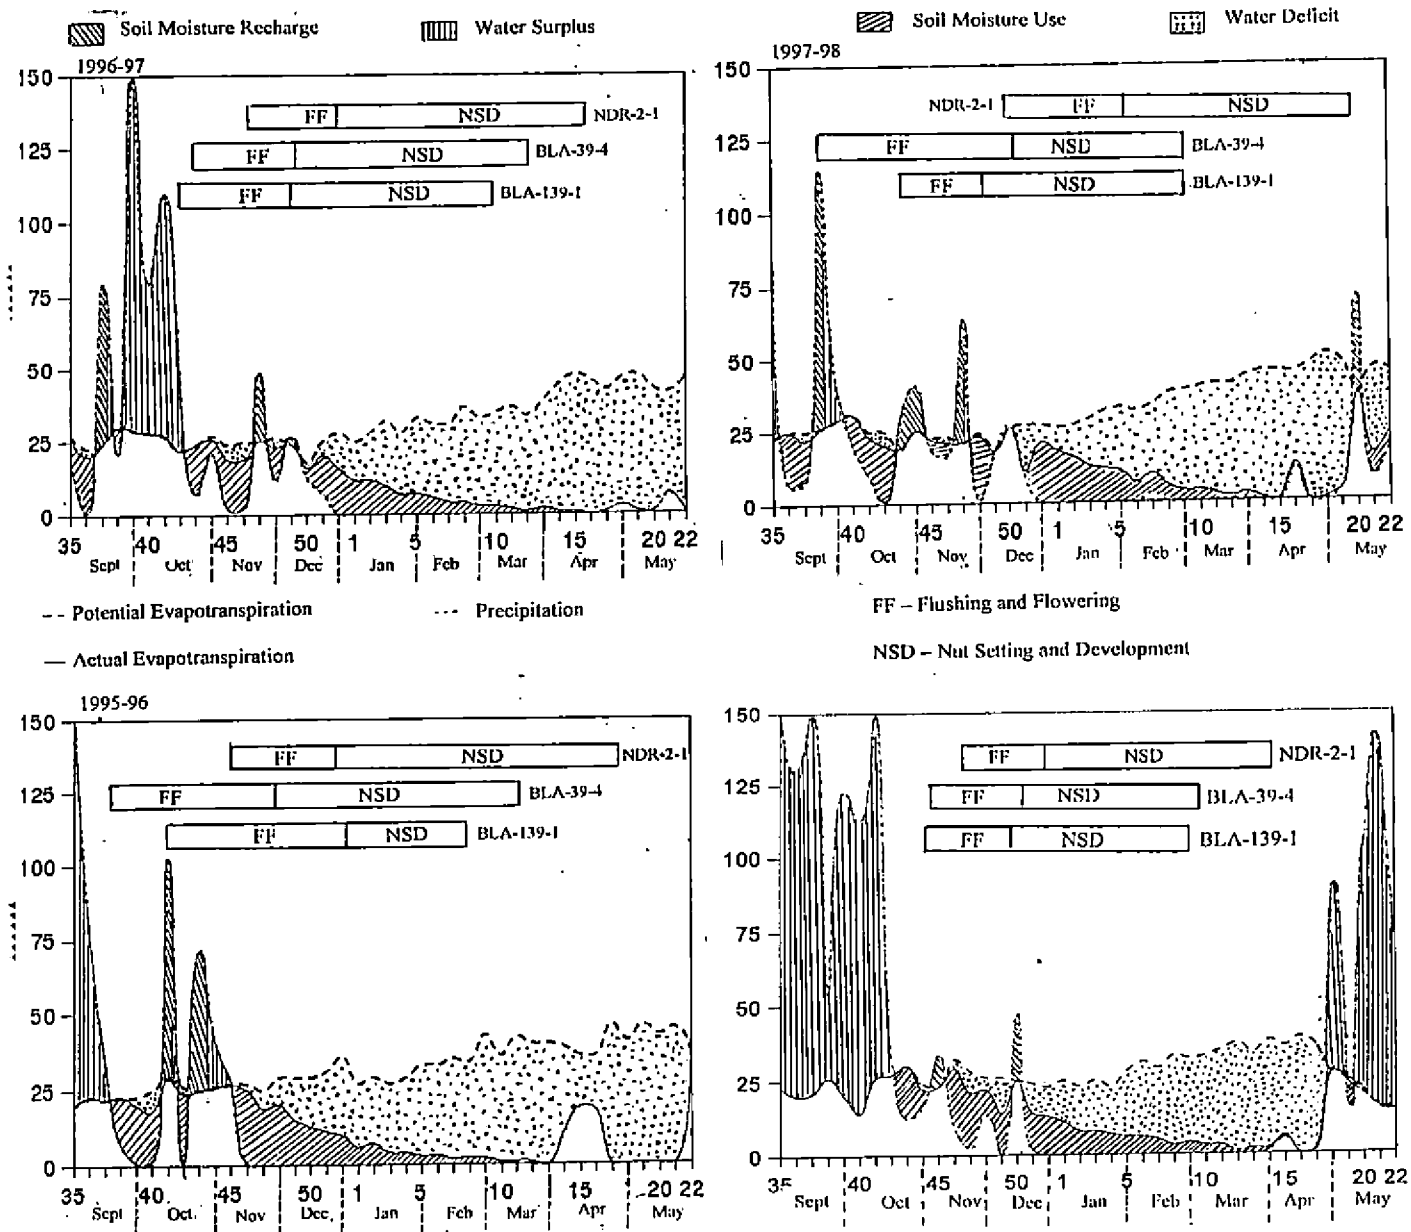 Soil Moisture Recharge
Water Surplus
Soil Moisture Use
Water Deficit
1996-97
150
125
100
75
50
25
0
FF NSD NDR-2-1
FF NSD BLA-39-4
FF NSD BLA-139-1
35 40 45 50 1 5 10 15 20 22
Sept Oct Nov Dec Jan Feb Mar Apr May
1997-98
150
125
100
75
50
25
0
NDR-2-1 FF NSD
FF NSD BLA-39-4
FF NSD BLA-139-1
35 40 45 50 1 5 10 15 20 22
Sept Oct Nov Dec Jan Feb Mar Apr May
-- Potential Evapotranspiration
--- Precipitation
— Actual Evapotranspiration
FF – Flushing and Flowering
NSD – Nut Setting and Development
1995-96
150
125
100
75
50
25
0
FF NSD NDR-2-1
FF NSD BLA-39-4
FF NSD BLA-139-1
35 40 45 50 1 5 10 15 20 22
Sept Oct. Nov Dec Jan Feb Mar Apr May
150
125
100
75
50
25
0
FF NSD NDR-2-1
FF NSD BLA-39-4
FF NSD BLA-139-1
35 40 45 50 1 5 10 15 20 22
Sept Oct Nov Dec Jan Feb Mar Apr May